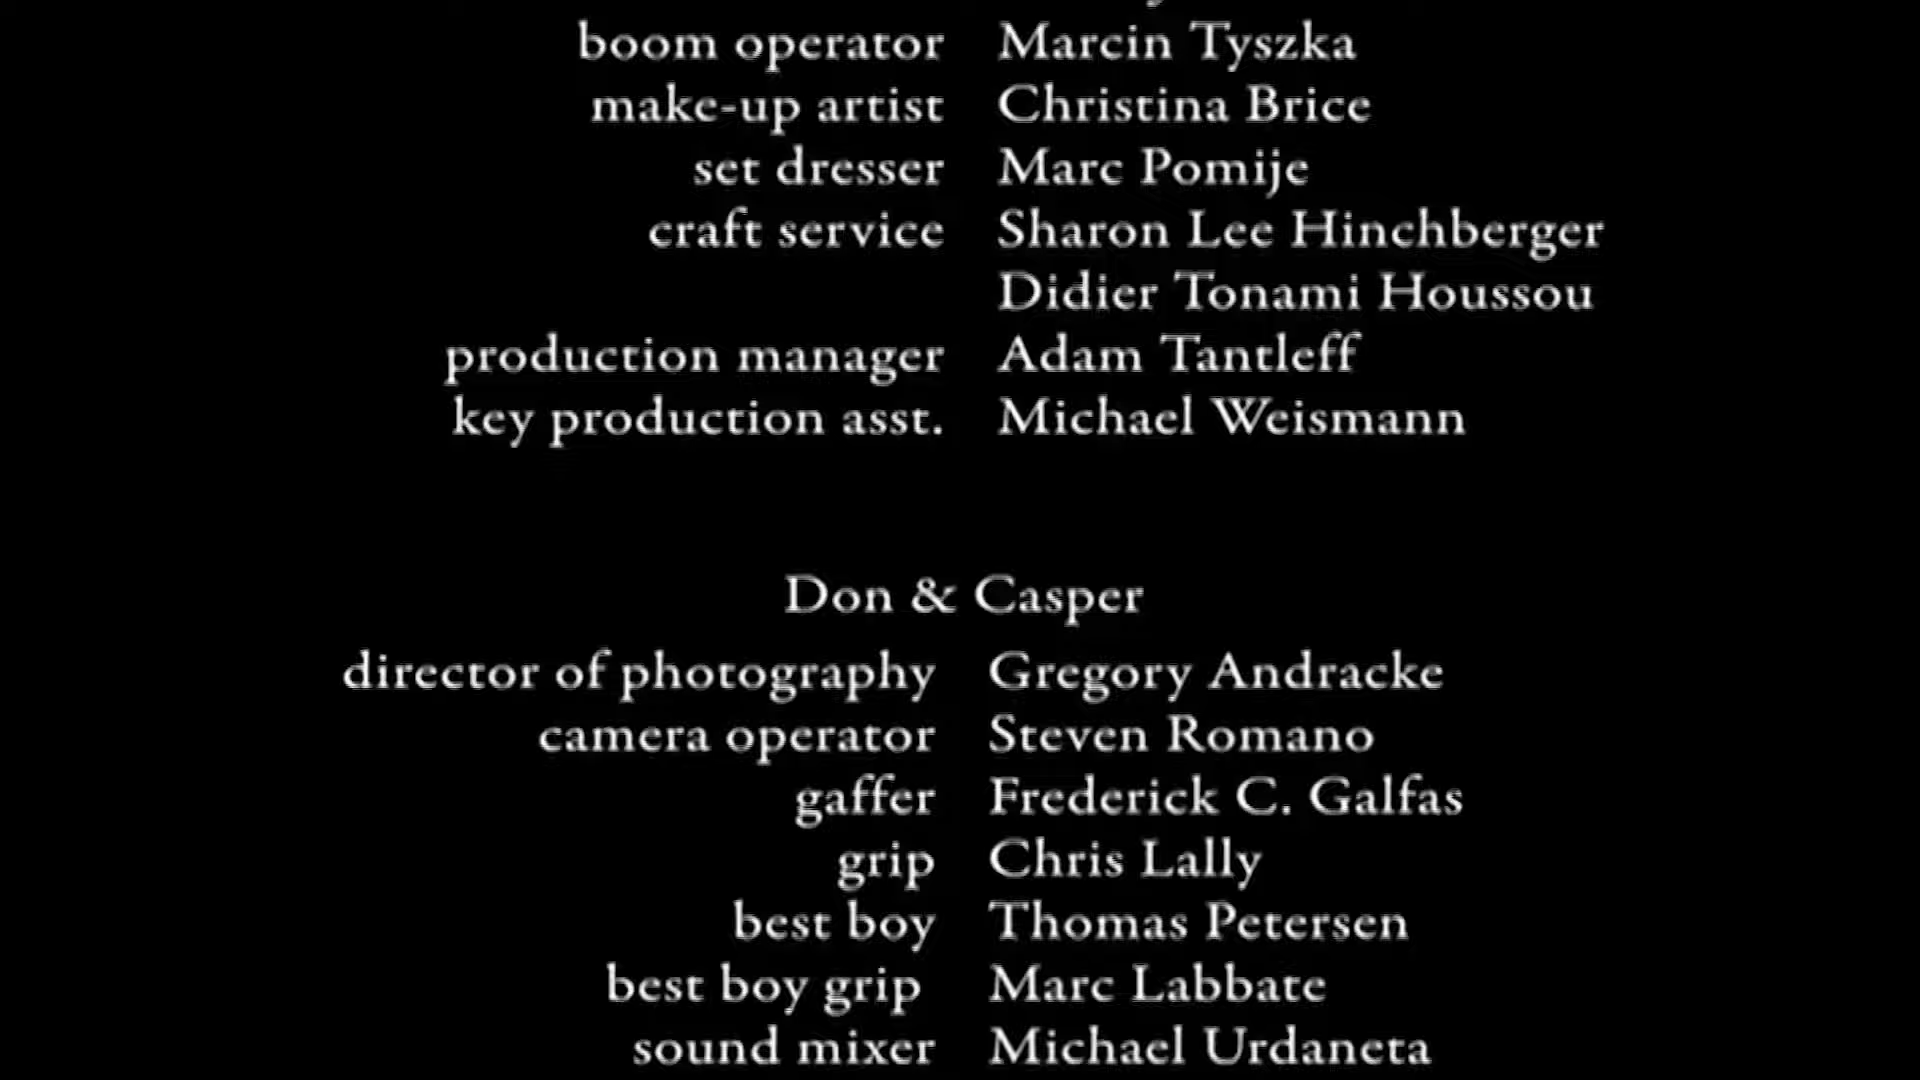 boom operator Marcin Tyszka
make-up artist Christina Brice
set dresser Marc Pomije
craft service Sharon Lee Hinchberger
Didier Tonami Houssou
production manager Adam Tantleff
key production asst. Michael Weismann
Don & Casper
director of photography Gregory Andracke
camera operator Steven Romano
gaffer Frederick C. Galfas
grip Chris Lally
best boy Thomas Petersen
best boy grip Marc Labbate
sound mixer Michael Urdaneta